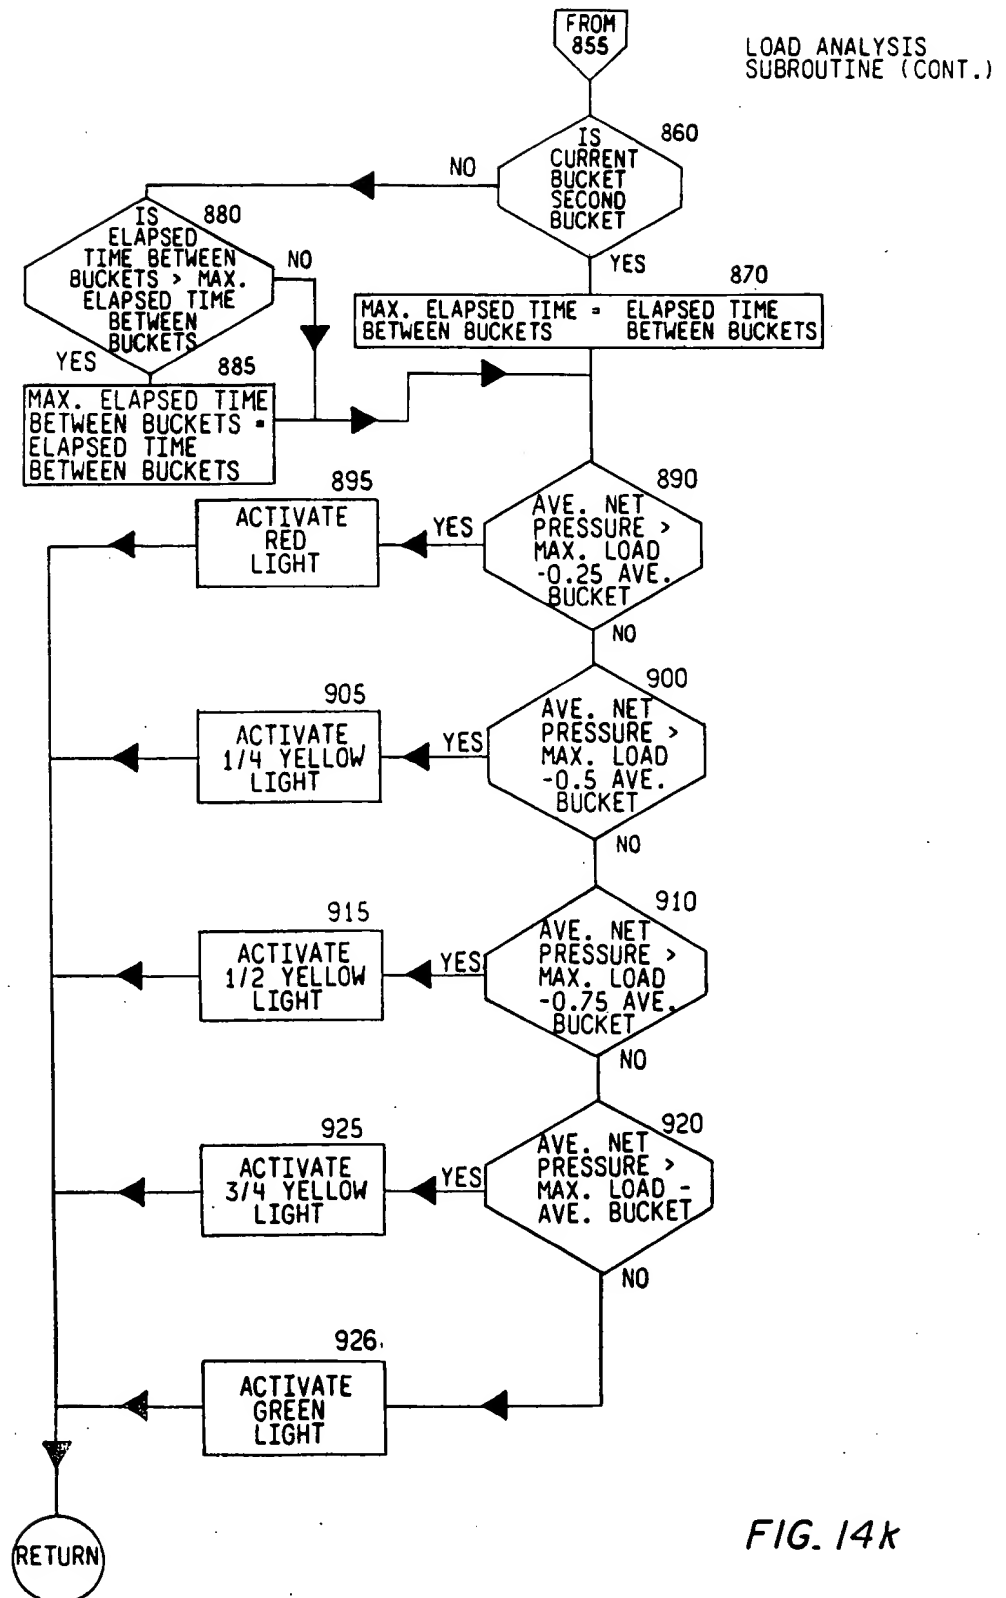 FROM
855
LOAD ANALYSIS
SUBROUTINE (CONT.)
860
IS
CURRENT
BUCKET
SECOND
BUCKET
NO
YES
880
IS
ELAPSED
TIME BETWEEN
BUCKETS > MAX.
ELAPSED TIME
BETWEEN
BUCKETS
NO
YES
870
MAX. ELAPSED TIME = ELAPSED TIME
BETWEEN BUCKETS BETWEEN BUCKETS
885
MAX. ELAPSED TIME
BETWEEN BUCKETS =
ELAPSED TIME
BETWEEN BUCKETS
890
AVE. NET
PRESSURE >
MAX. LOAD
-0.25 AVE.
BUCKET
YES
NO
895
ACTIVATE
RED
LIGHT
900
AVE. NET
PRESSURE >
MAX. LOAD
-0.5 AVE.
BUCKET
YES
NO
905
ACTIVATE
1/4 YELLOW
LIGHT
910
AVE. NET
PRESSURE >
MAX. LOAD
-0.75 AVE.
BUCKET
YES
NO
915
ACTIVATE
1/2 YELLOW
LIGHT
920
AVE. NET
PRESSURE >
MAX. LOAD -
AVE. BUCKET
YES
NO
925
ACTIVATE
3/4 YELLOW
LIGHT
926
ACTIVATE
GREEN
LIGHT
RETURN
FIG. 14k